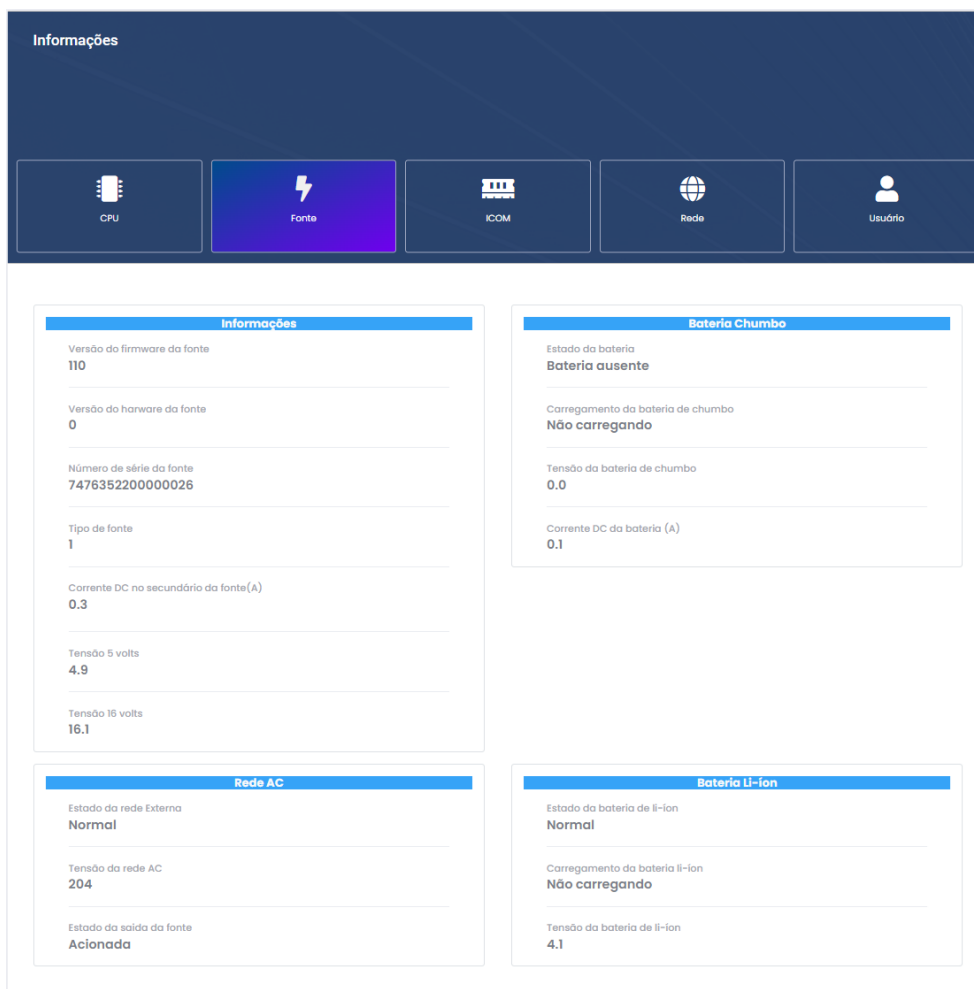 Informações
CPU
Fonte
ICOM
Rede
Usuário
Informações
Versão do firmware da fonte
110
Versão do harware da fonte
0
Número de série da fonte
7476352200000026
Tipo de fonte
1
Corrente DC no secundário da fonte(A)
0.3
Tensão 5 volts
4.9
Tensão 16 volts
16.1
Bateria Chumbo
Estado da bateria
Bateria ausente
Carregamento da bateria de chumbo
Não carregando
Tensão da bateria de chumbo
0.0
Corrente DC da bateria (A)
0.1
Rede AC
Estado da rede Externa
Normal
Tensão da rede AC
204
Estado da saída da fonte
Acionada
Bateria Li-íon
Estado da bateria de li-íon
Normal
Carregamento da bateria li-íon
Não carregando
Tensão da bateria de li-íon
4.1